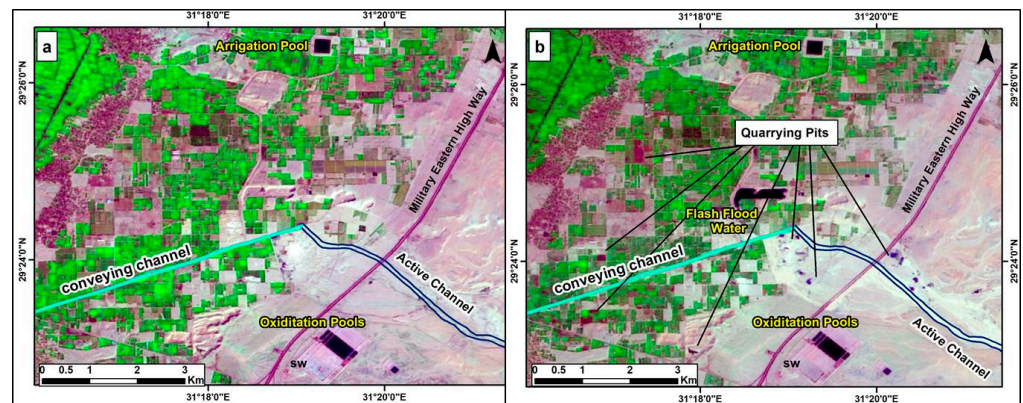 31°18'0"E
31°20'0"E
a
Arrigation Pool
29°26'0"N
Military Eastern High Way
29°24'0"N
conveying channel
Active Channel
Oxiditation Pools
sw
0 0.5 1 2 3
Km
31°18'0"E
31°20'0"E
31°18'0"E
31°20'0"E
b
Arrigation Pool
N
29°26'0"N
Quarrying Pits
Military Eastern High Way
Flash Flood
Water
29°24'0"N
conveying channel
Active Channel
Oxiditation Pools
sw
0 0.5 1 2 3
Km
31°18'0"E
31°20'0"E